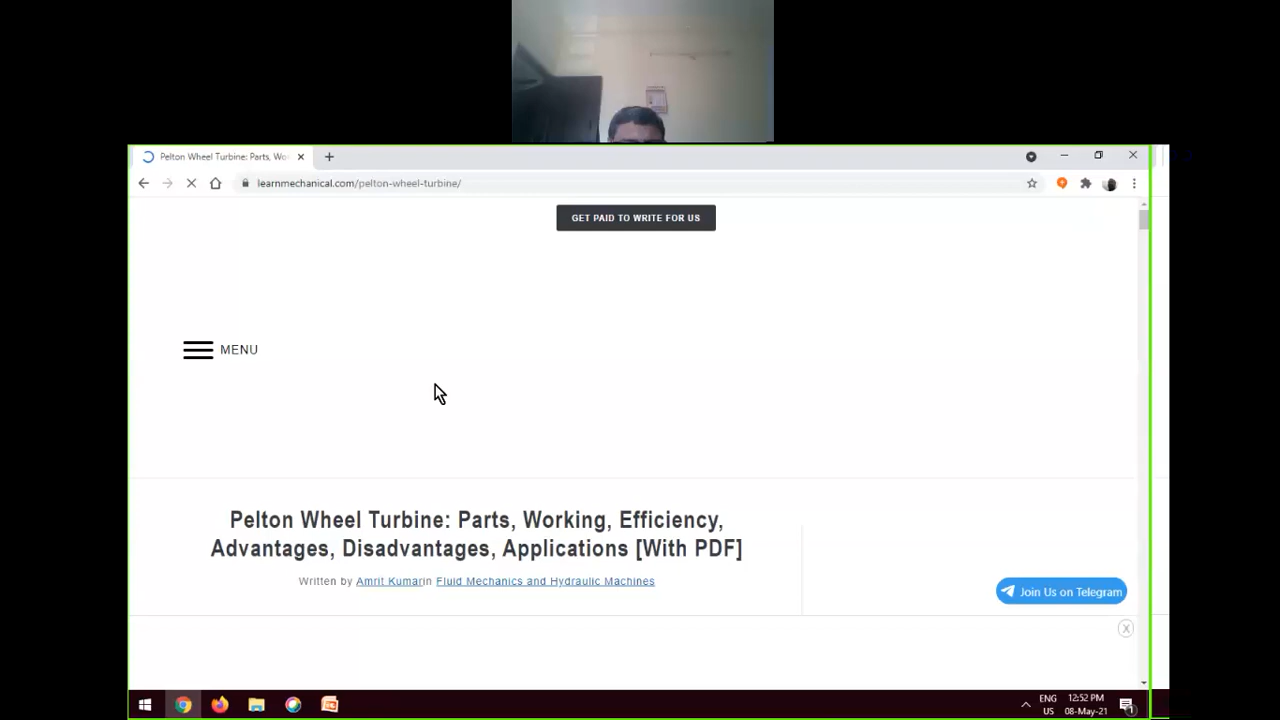 Pelton Wheel Turbine: Parts, Wo
learnmechanical.com/pelton-wheel-turbine/
GET PAID TO WRITE FOR US
MENU
Pelton Wheel Turbine: Parts, Working, Efficiency,
Advantages, Disadvantages, Applications [With PDF]
Written by Amrit Kumarin Fluid Mechanics and Hydraulic Machines
Join Us on Telegram
X
ENG
US
12:52 PM
08-May-21
1